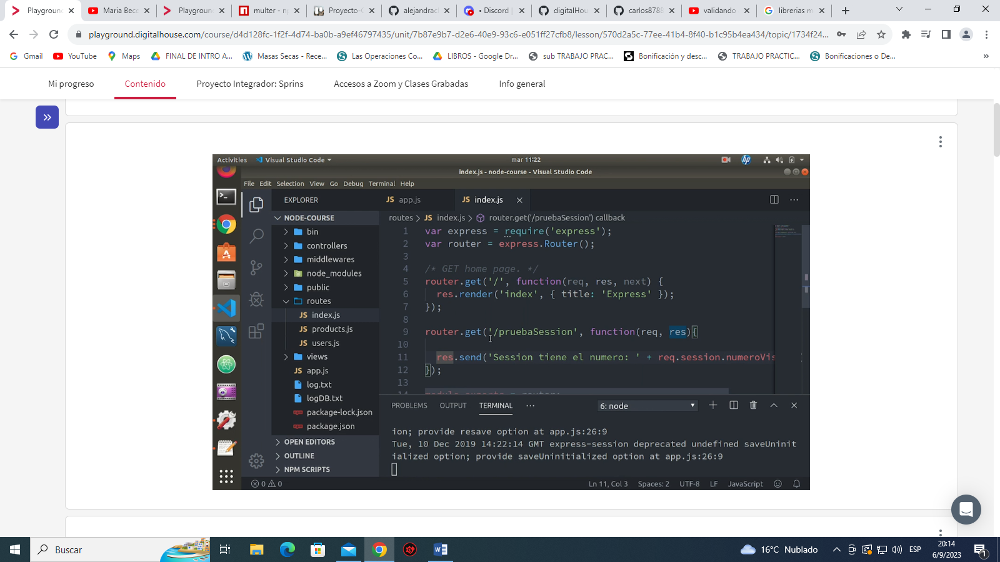 Playground
Maria Bece
Playground
multer - n
Proyecto-
alejandrac
• Discord |
digitalHou
carlos8788
validando
librerias m
playground.digitalhouse.com/course/d4d128fc-1f2f-4d74-ba0b-a9ef46797435/unit/7b87e9b7-d2e6-40e9-93c6-e051ff27cfb8/lesson/570d2a5c-77ee-41b4-8f40-b1c95b4ea434/topic/1734f24...
Gmail
YouTube
Maps
FINAL DE INTRO A...
Masas Secas - Rece...
Las Operaciones Co...
LIBROS - Google Dr...
sub TRABAJO PRAC...
Bonificación y desc...
TRABAJO PRACTIC...
Bonificaciones o De...
»
Mi progreso
Contenido
Proyecto Integrador: Sprins
Accesos a Zoom y Clases Grabadas
Info general
Activities
Visual Studio Code
mar 11:22
index.js - node-course - Visual Studio Code
File Edit Selection View Go Debug Terminal Help
EXPLORER
JS app.js
JS index.js
NODE-COURSE
bin
controllers
middlewares
node_modules
public
routes
JS index.js
JS products.js
JS users.js
views
JS app.js
log.txt
logDB.txt
package-lock.json
package.json
OPEN EDITORS
OUTLINE
NPM SCRIPTS
routes > JS index.js > router.get('/pruebaSession') callback
1 var express = require('express');
2 var router = express.Router();
3
4 /* GET home page. */
5 router.get('/', function(req, res, next) {
6 res.render('index', { title: 'Express' });
7 });
8
9 router.get('/pruebaSession', function(req, res){
10
11 res.send('Session tiene el numero: ' + req.session.numeroVis
12 });
13
14 module.exports = router;
PROBLEMS OUTPUT TERMINAL ...
6: node
ion; provide resave option at app.js:26:9
Tue, 10 Dec 2019 14:22:14 GMT express-session deprecated undefined saveUninit
ialized option; provide saveUninitialized option at app.js:26:9
0 0
Ln 11, Col 3
Spaces: 2
UTF-8
LF
JavaScript
Buscar
16°C Nublado
ESP
20:14
6/9/2023
1